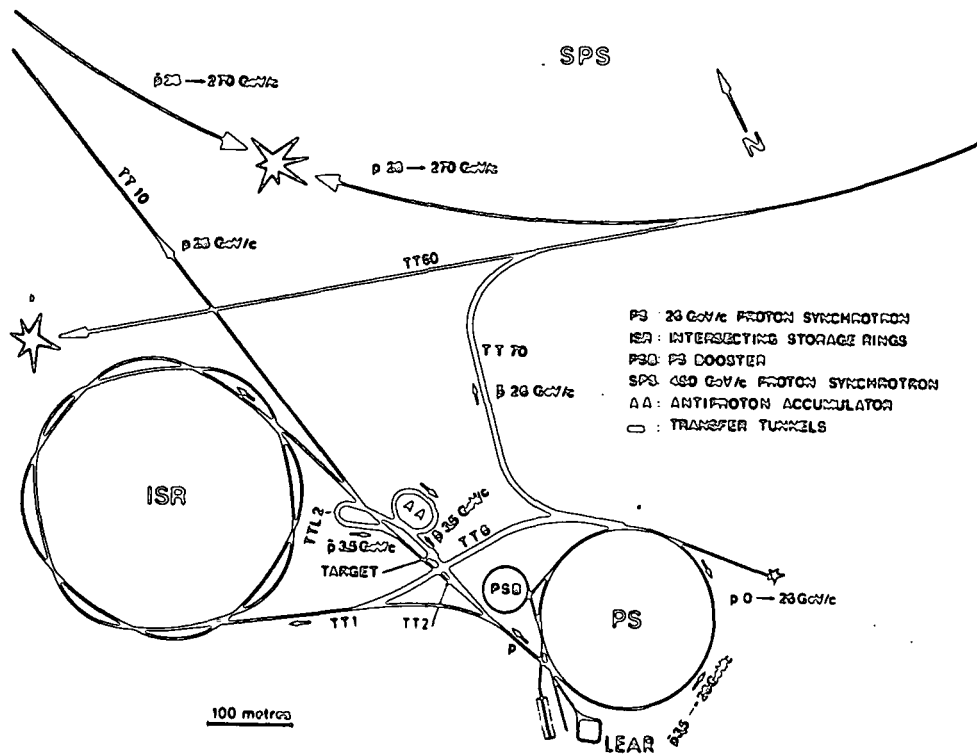 SPS
p̄ 26 → 270 GeV/c
p 26 → 270 GeV/c
N
TT 10
p 26 GeV/c
TT60
PS : 26 GeV/c PROTON SYNCHROTRON
ISR : INTERSECTING STORAGE RINGS
PSB : PS BOOSTER
SPS : 450 GeV/c PROTON SYNCHROTRON
AA : ANTIPROTON ACCUMULATOR
: TRANSFER TUNNELS
TT 70
p̄ 26 GeV/c
ISR
TTL2
AA
p̄ 3.5 GeV/c
p̄ 3.5 GeV/c
TT6
TARGET
PSB
p 0 → 26 GeV/c
PS
TT1
TT2
p
100 metres
LEAR